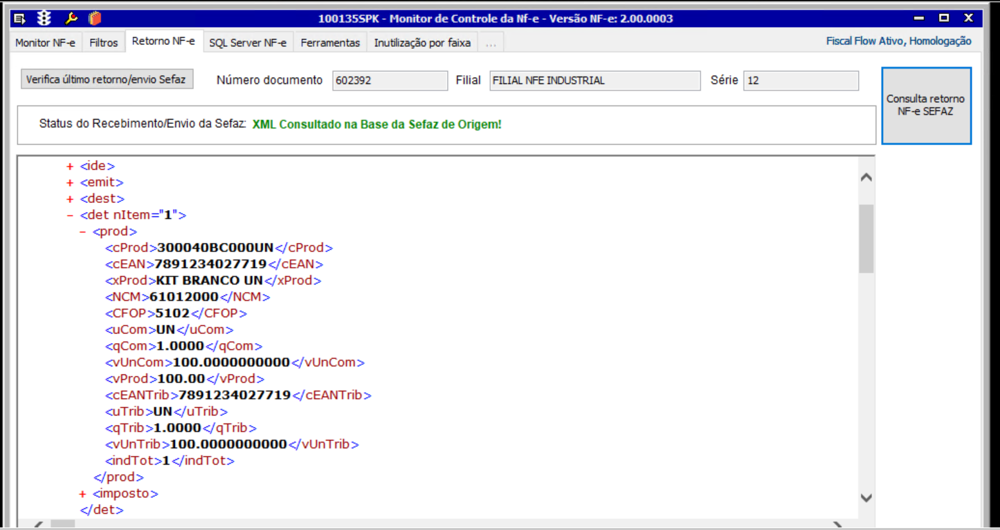 100135SPK - Monitor de Controle da Nf-e - Versão NF-e: 2.00.0003
Monitor NF-e Filtros Retorno NF-e SQL Server NF-e Ferramentas Inutilização por faixa ... Fiscal Flow Ativo, Homologação
Verifica último retorno/envio Sefaz Número documento 602392 Filial FILIAL NFE INDUSTRIAL Série 12
Consulta retorno
NF-e SEFAZ
Status do Recebimento/Envio da Sefaz: XML Consultado na Base da Sefaz de Origem!
+ <ide>
+ <emit>
+ <dest>
- <det nItem="1">
- <prod>
<cProd>300040BC000UN</cProd>
<cEAN>7891234027719</cEAN>
<xProd>KIT BRANCO UN</xProd>
<NCM>61012000</NCM>
<CFOP>5102</CFOP>
<uCom>UN</uCom>
<qCom>1.0000</qCom>
<vUnCom>100.0000000000</vUnCom>
<vProd>100.00</vProd>
<cEANTrib>7891234027719</cEANTrib>
<uTrib>UN</uTrib>
<qTrib>1.0000</qTrib>
<vUnTrib>100.0000000000</vUnTrib>
<indTot>1</indTot>
</prod>
+ <imposto>
</det>